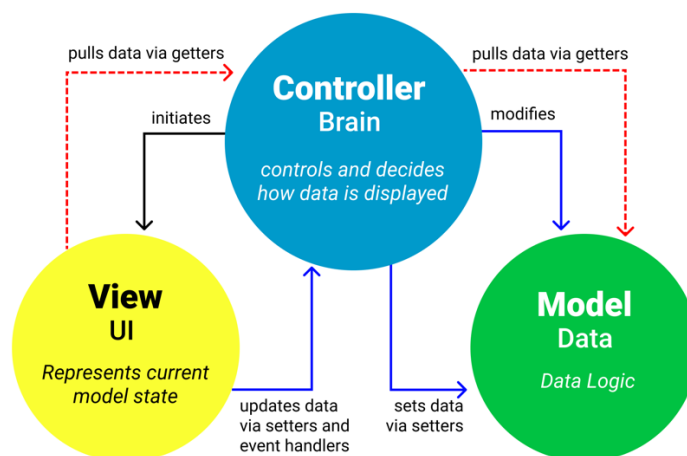 pulls data via getters
pulls data via getters
Controller
Brain
controls and decides
how data is displayed
initiates
modifies
View
UI
Represents current
model state
Model
Data
Data Logic
updates data
via setters and
event handlers
sets data
via setters